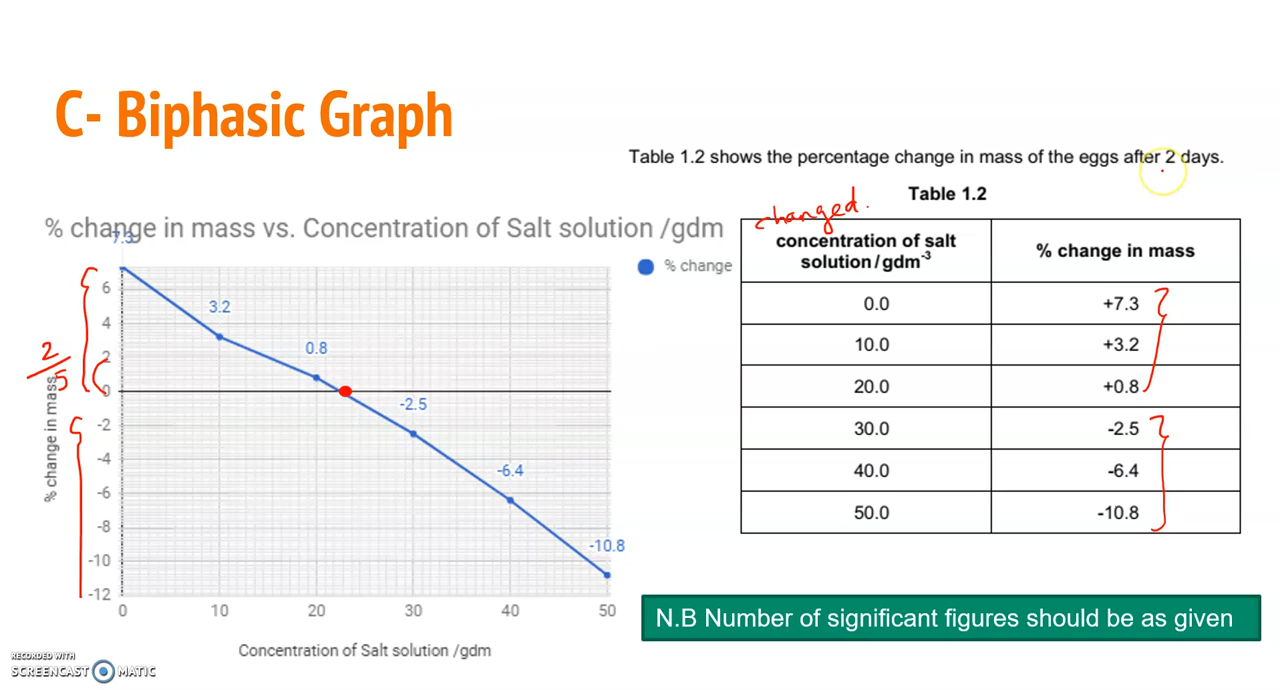 C- Biphasic Graph
Table 1.2 shows the percentage change in mass of the eggs after 2 days.
Table 1.2
changed.
concentration of salt
solution / gdm-3
% change in mass
0.0
+7.3
10.0
+3.2
20.0
+0.8
30.0
-2.5
40.0
-6.4
50.0
-10.8
% change in mass vs. Concentration of Salt solution /gdm
% change
7.3
3.2
0.8
-2.5
-6.4
-10.8
6
4
2
0
-2
-4
-6
-8
-10
-12
2/5
% change in mass
0
10
20
30
40
50
Concentration of Salt solution /gdm
N.B Number of significant figures should be as given
RECORDED WITH
SCREENCAST MATIC